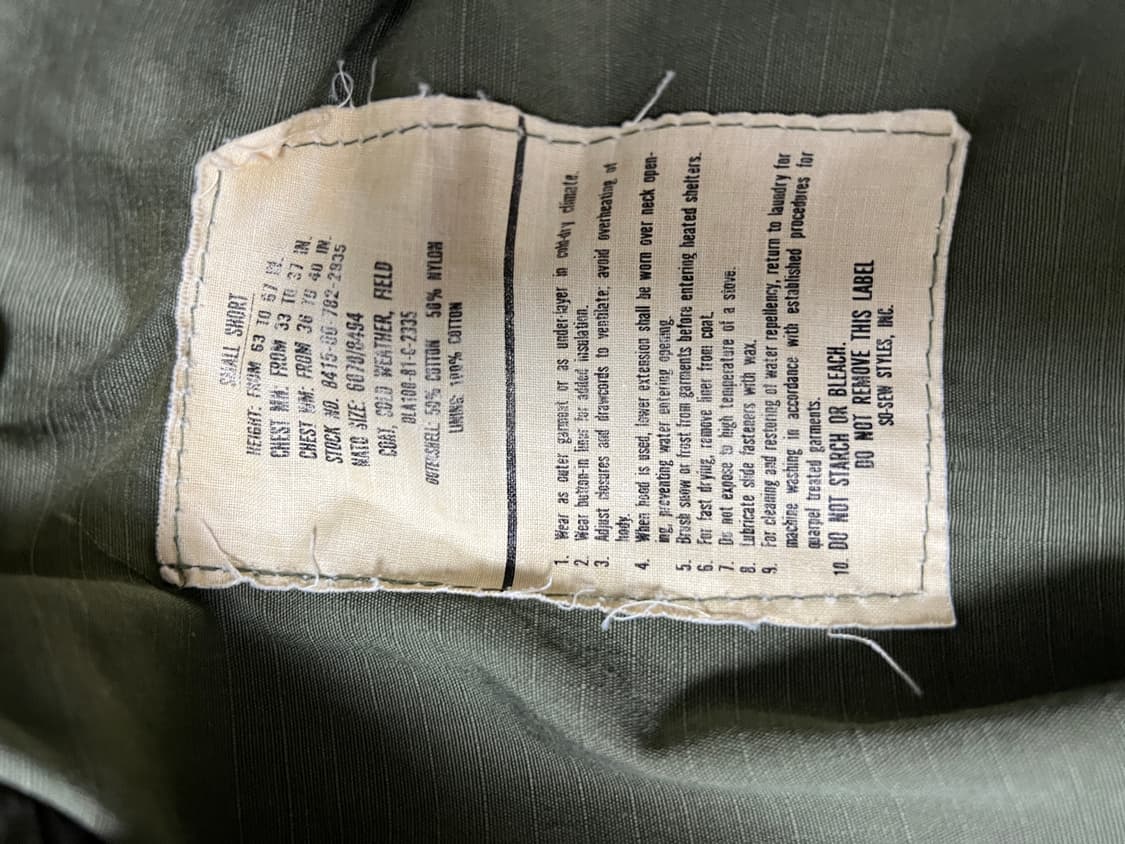 SMALL SHORT
HEIGHT: FROM 63 TO 67 IN.
CHEST MN: FROM 33 TO 37 IN.
CHEST WM: FROM 36 TO 40 IN.
STOCK NO. 8415-00-782-2935
NATO SIZE: 6070/8494
COAT, COLD WEATHER, FIELD
DLA100-81-C-2335
OUTERSHELL: 50% COTTON 50% NYLON
LINING: 100% COTTON
1. Wear as outer garment or as under-layer in cold-dry climate.
2. Wear button-in liner for added insulation.
3. Adjust closures and drawcords to ventilate; avoid overheating of
body.
4. When hood is used, lower extension shall be worn over neck open-
ing, preventing water entering opening.
5. Brush snow or frost from garments before entering heated shelters.
6. For fast drying, remove liner from coat.
7. Do not expose to high temperature of a stove.
8. Lubricate slide fasteners with wax.
9. For cleaning and restoring of water repellency, return to laundry for
machine washing in accordance with established procedures for
quarpel treated garments.
10. DO NOT STARCH OR BLEACH.
DO NOT REMOVE THIS LABEL
SO-SEW STYLES, INC.